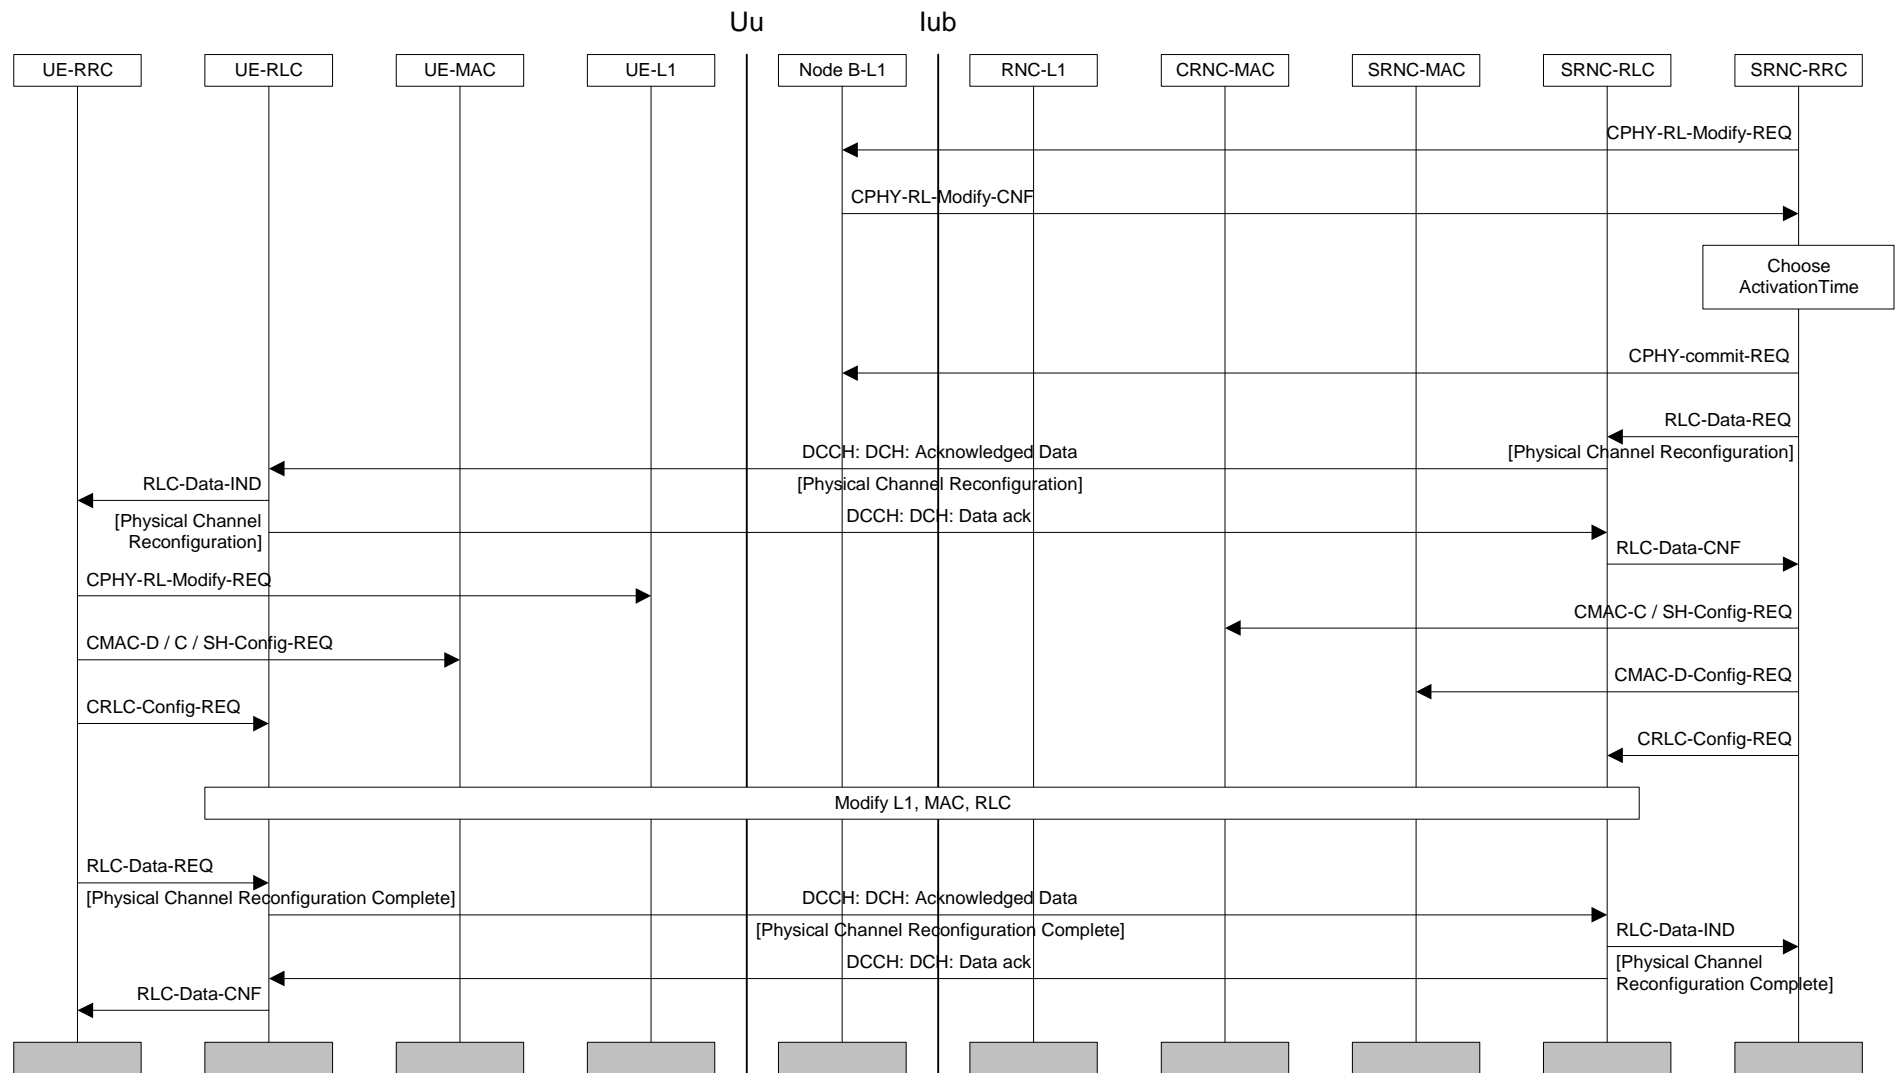 Uu
Iub
UE-RRC
UE-RLC
UE-MAC
UE-L1
Node B-L1
RNC-L1
CRNC-MAC
SRNC-MAC
SRNC-RLC
SRNC-RRC
CPHY-RL-Modify-REQ
CPHY-RL-Modify-CNF
Choose
ActivationTime
CPHY-commit-REQ
RLC-Data-REQ
DCCH: DCH: Acknowledged Data
[Physical Channel Reconfiguration]
RLC-Data-IND
[Physical Channel Reconfiguration]
[Physical Channel
Reconfiguration]
DCCH: DCH: Data ack
RLC-Data-CNF
CPHY-RL-Modify-REQ
CMAC-C / SH-Config-REQ
CMAC-D / C / SH-Config-REQ
CMAC-D-Config-REQ
CRLC-Config-REQ
CRLC-Config-REQ
Modify L1, MAC, RLC
RLC-Data-REQ
[Physical Channel Reconfiguration Complete]
DCCH: DCH: Acknowledged Data
[Physical Channel Reconfiguration Complete]
RLC-Data-IND
DCCH: DCH: Data ack
[Physical Channel
Reconfiguration Complete]
RLC-Data-CNF